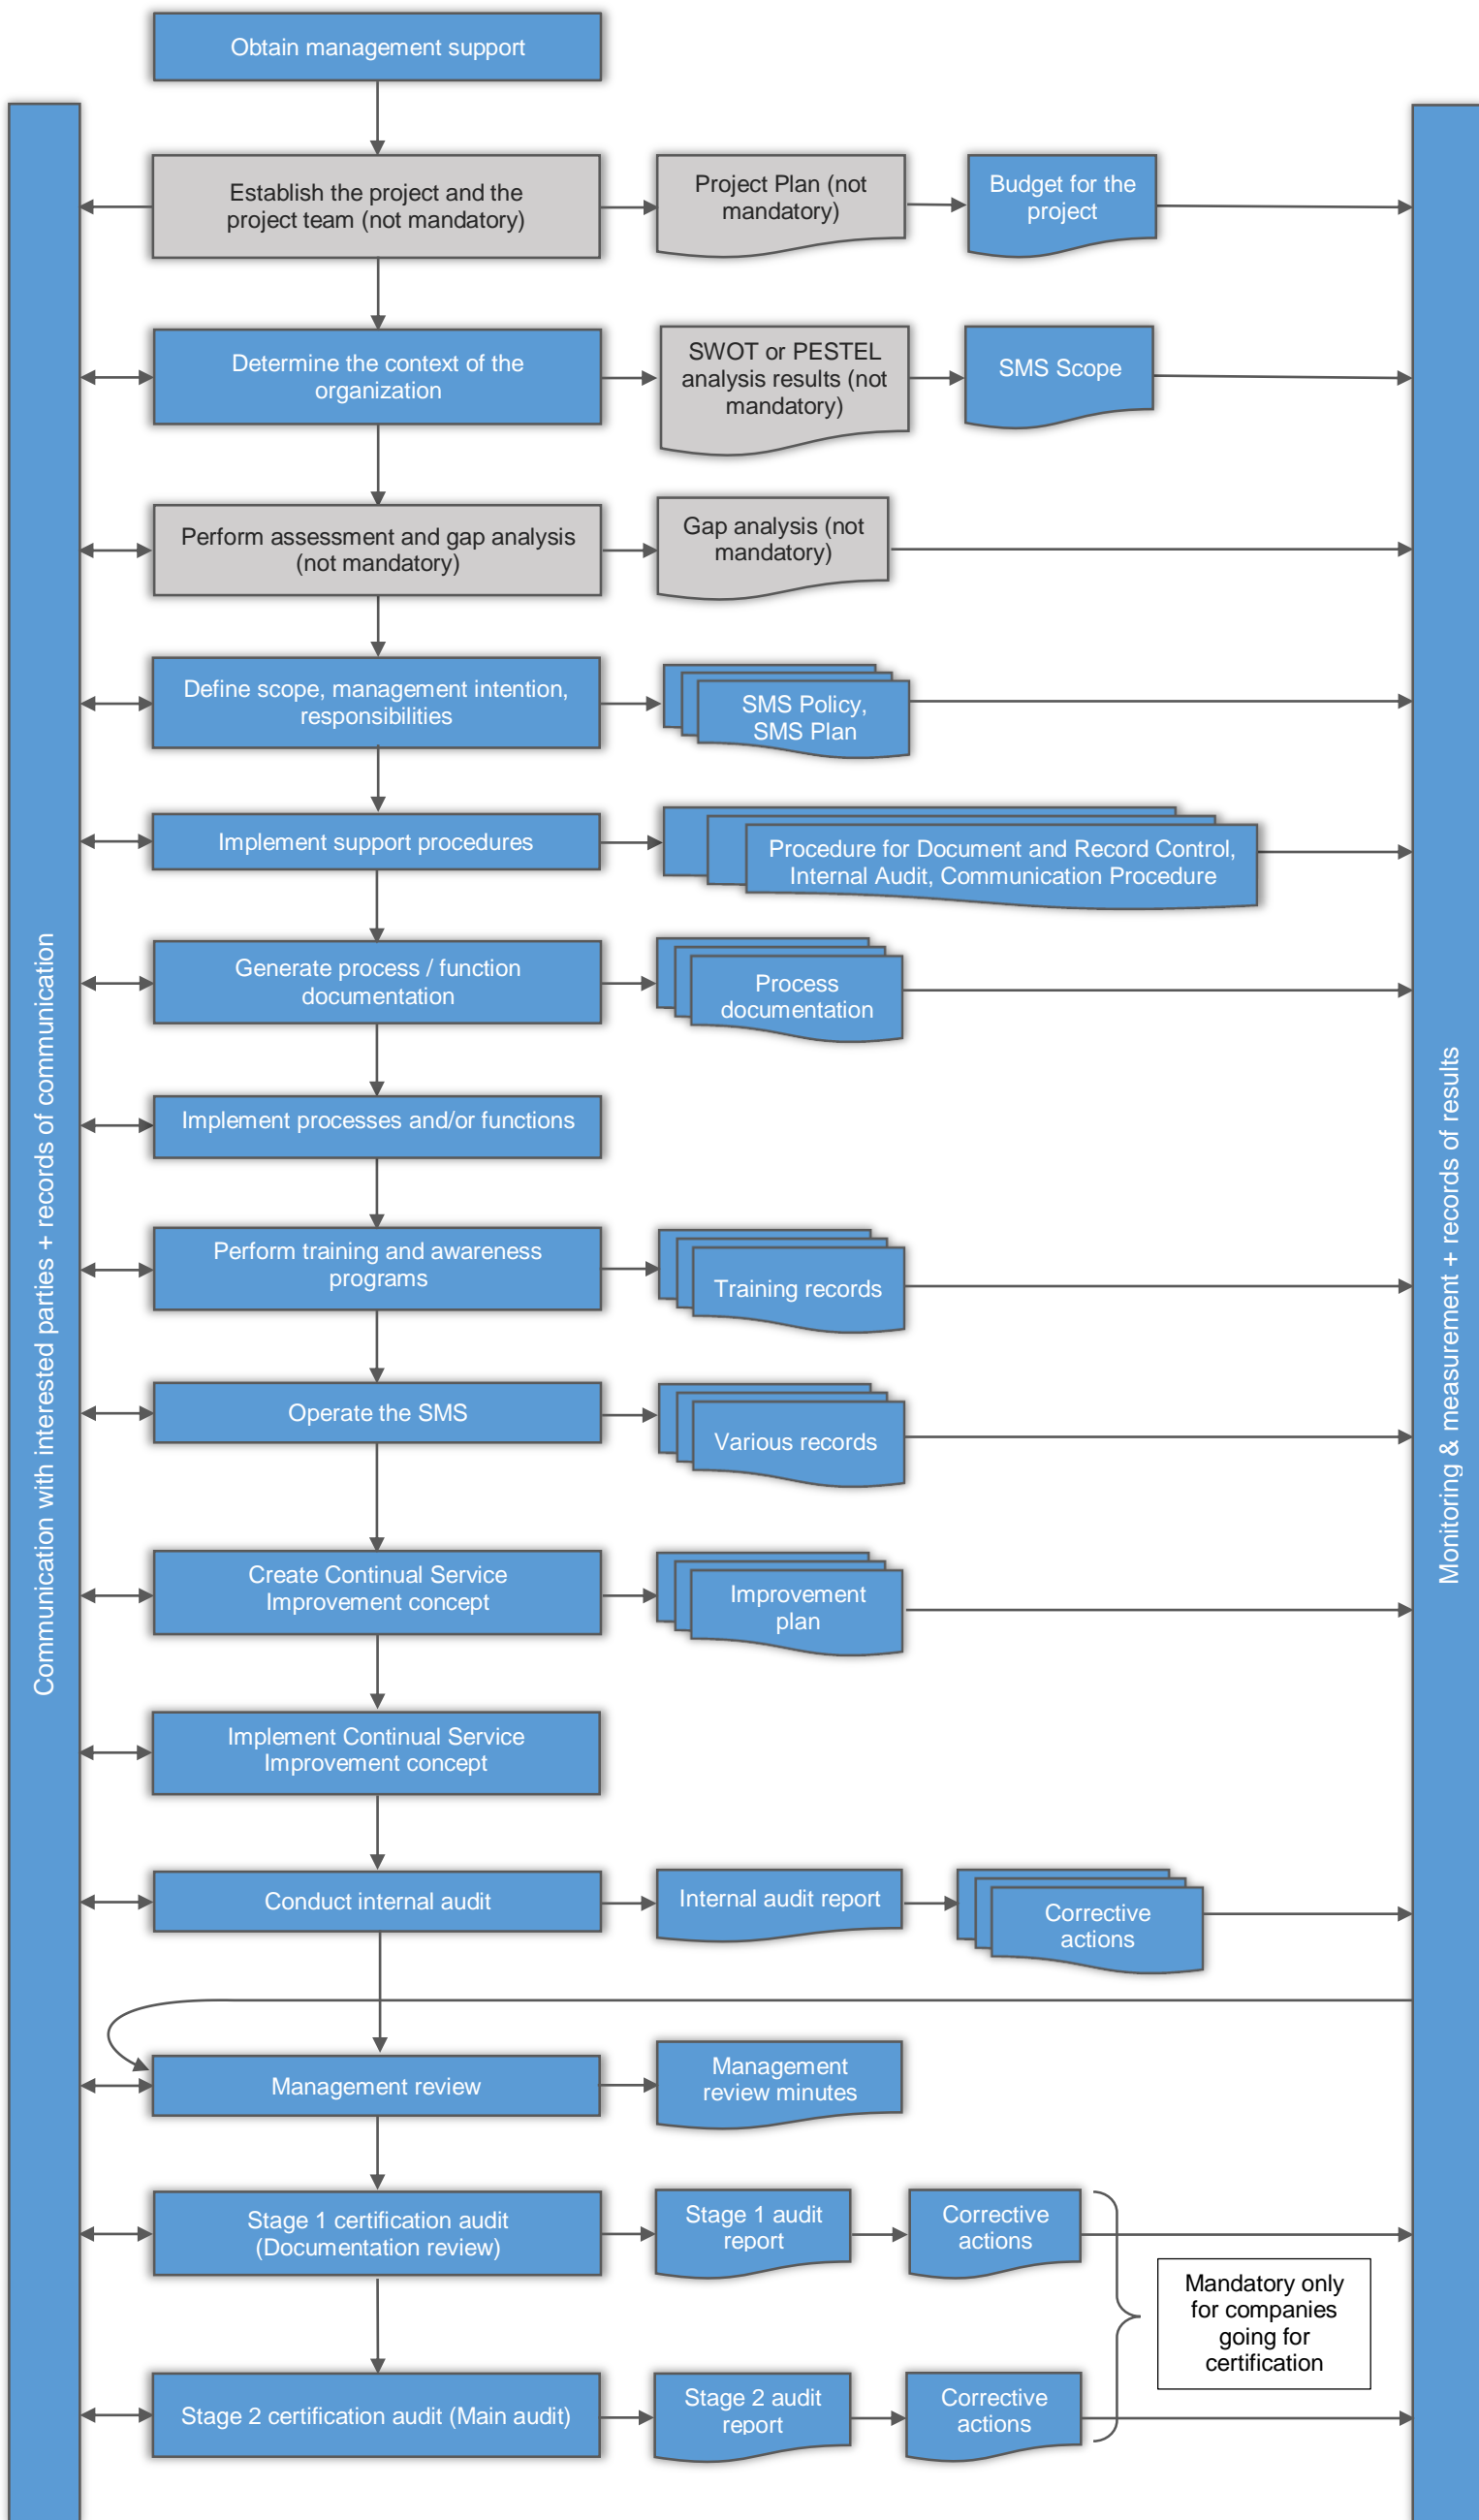 Obtain management support
Establish the project and the
project team (not mandatory)
Project Plan (not
mandatory)
Budget for the
project
Determine the context of the
organization
SWOT or PESTEL
analysis results (not
mandatory)
SMS Scope
Perform assessment and gap analysis
(not mandatory)
Gap analysis (not
mandatory)
Define scope, management intention,
responsibilities
SMS Policy,
SMS Plan
Implement support procedures
Procedure for Document and Record Control,
Internal Audit, Communication Procedure
Generate process / function
documentation
Process
documentation
Implement processes and/or functions
Perform training and awareness
programs
Training records
Operate the SMS
Various records
Create Continual Service
Improvement concept
Improvement
plan
Implement Continual Service
Improvement concept
Conduct internal audit
Internal audit report
Corrective
actions
Management review
Management
review minutes
Stage 1 certification audit
(Documentation review)
Stage 1 audit
report
Corrective
actions
Mandatory only
for companies
going for
certification
Stage 2 certification audit (Main audit)
Stage 2 audit
report
Corrective
actions
Communication with interested parties + records of communication
Monitoring & measurement + records of results